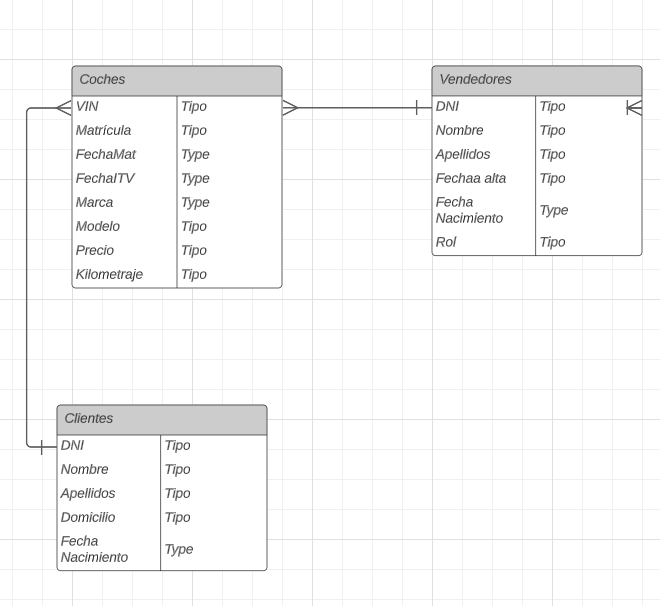 Coches
VIN Tipo
Matrícula Tipo
FechaMat Type
FechaITV Type
Marca Type
Modelo Tipo
Precio Tipo
Kilometraje Tipo
Vendedores
DNI Tipo
Nombre Tipo
Apellidos Tipo
Fechaa alta Tipo
Fecha
Nacimiento Type
Rol Tipo
Clientes
DNI Tipo
Nombre Tipo
Apellidos Tipo
Domicilio Tipo
Fecha
Nacimiento Type